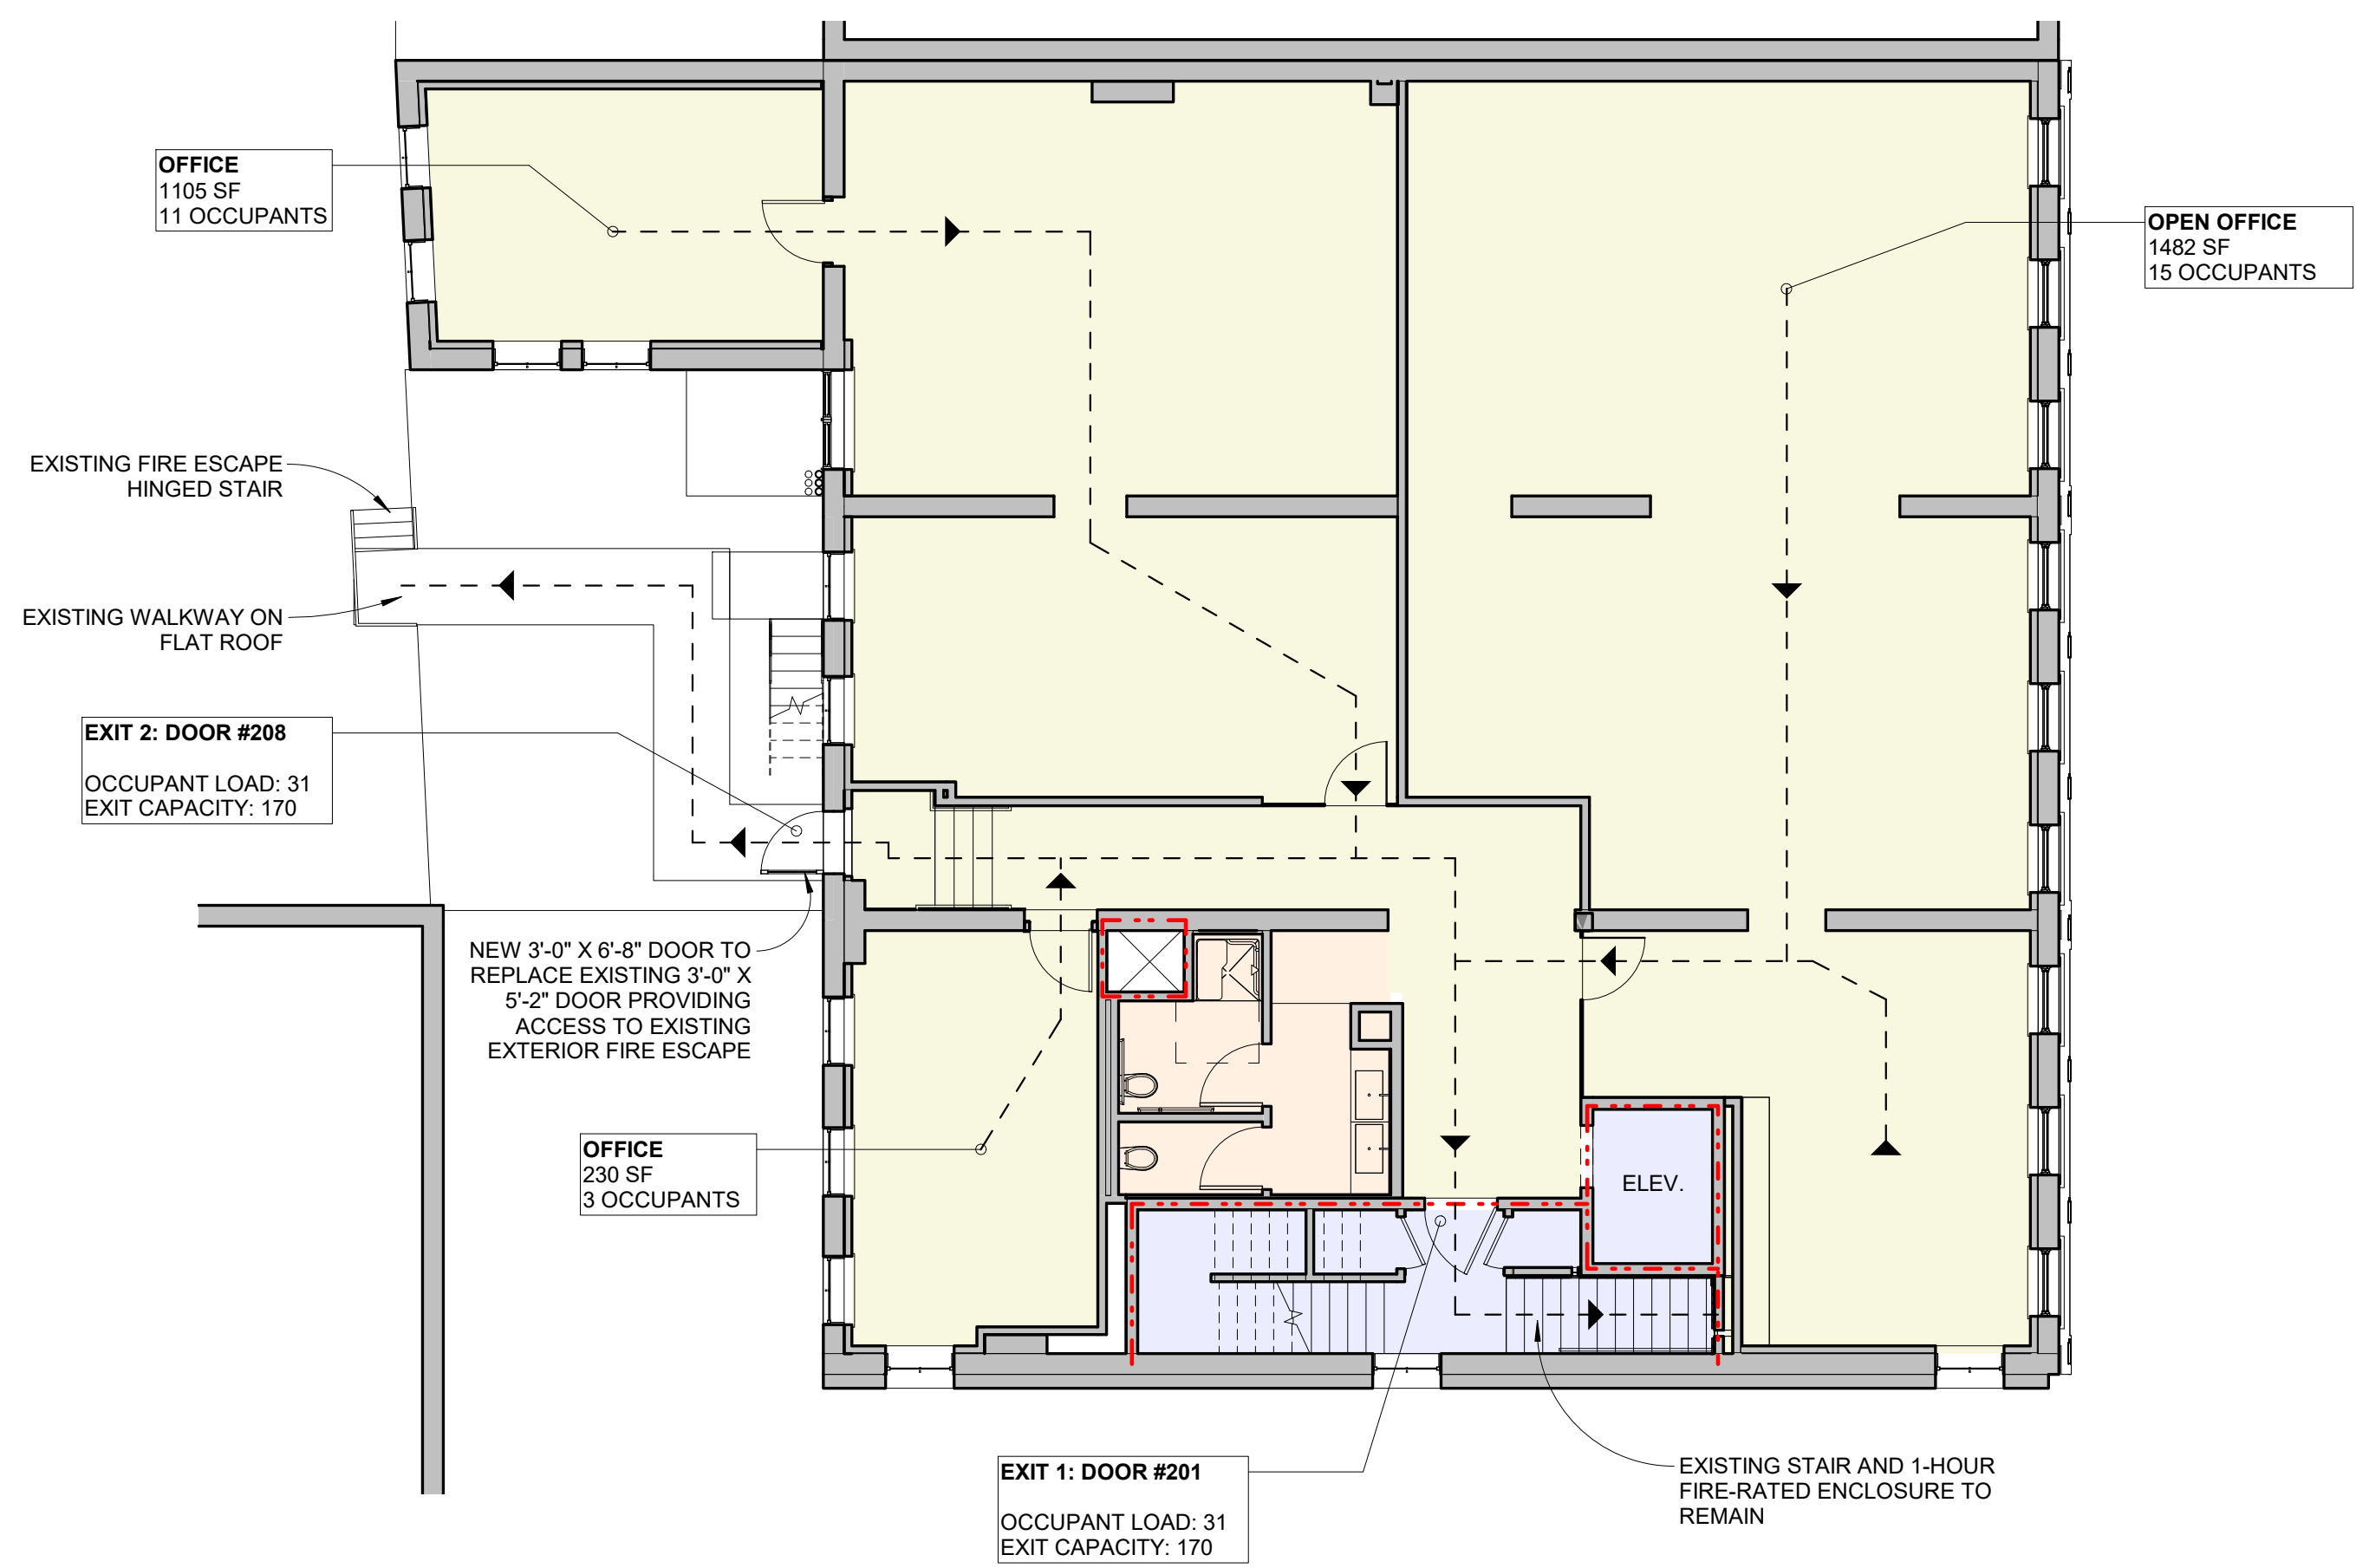 OFFICE
1105 SF
11 OCCUPANTS
OPEN OFFICE
1482 SF
15 OCCUPANTS
EXISTING FIRE ESCAPE
HINGED STAIR
EXISTING WALKWAY ON
FLAT ROOF
EXIT 2: DOOR #208
OCCUPANT LOAD: 31
EXIT CAPACITY: 170
NEW 3'-0" X 6'-8" DOOR TO
REPLACE EXISTING 3'-0" X
5'-2" DOOR PROVIDING
ACCESS TO EXISTING
EXTERIOR FIRE ESCAPE
OFFICE
230 SF
3 OCCUPANTS
ELEV.
EXIT 1: DOOR #201
OCCUPANT LOAD: 31
EXIT CAPACITY: 170
EXISTING STAIR AND 1-HOUR
FIRE-RATED ENCLOSURE TO
REMAIN